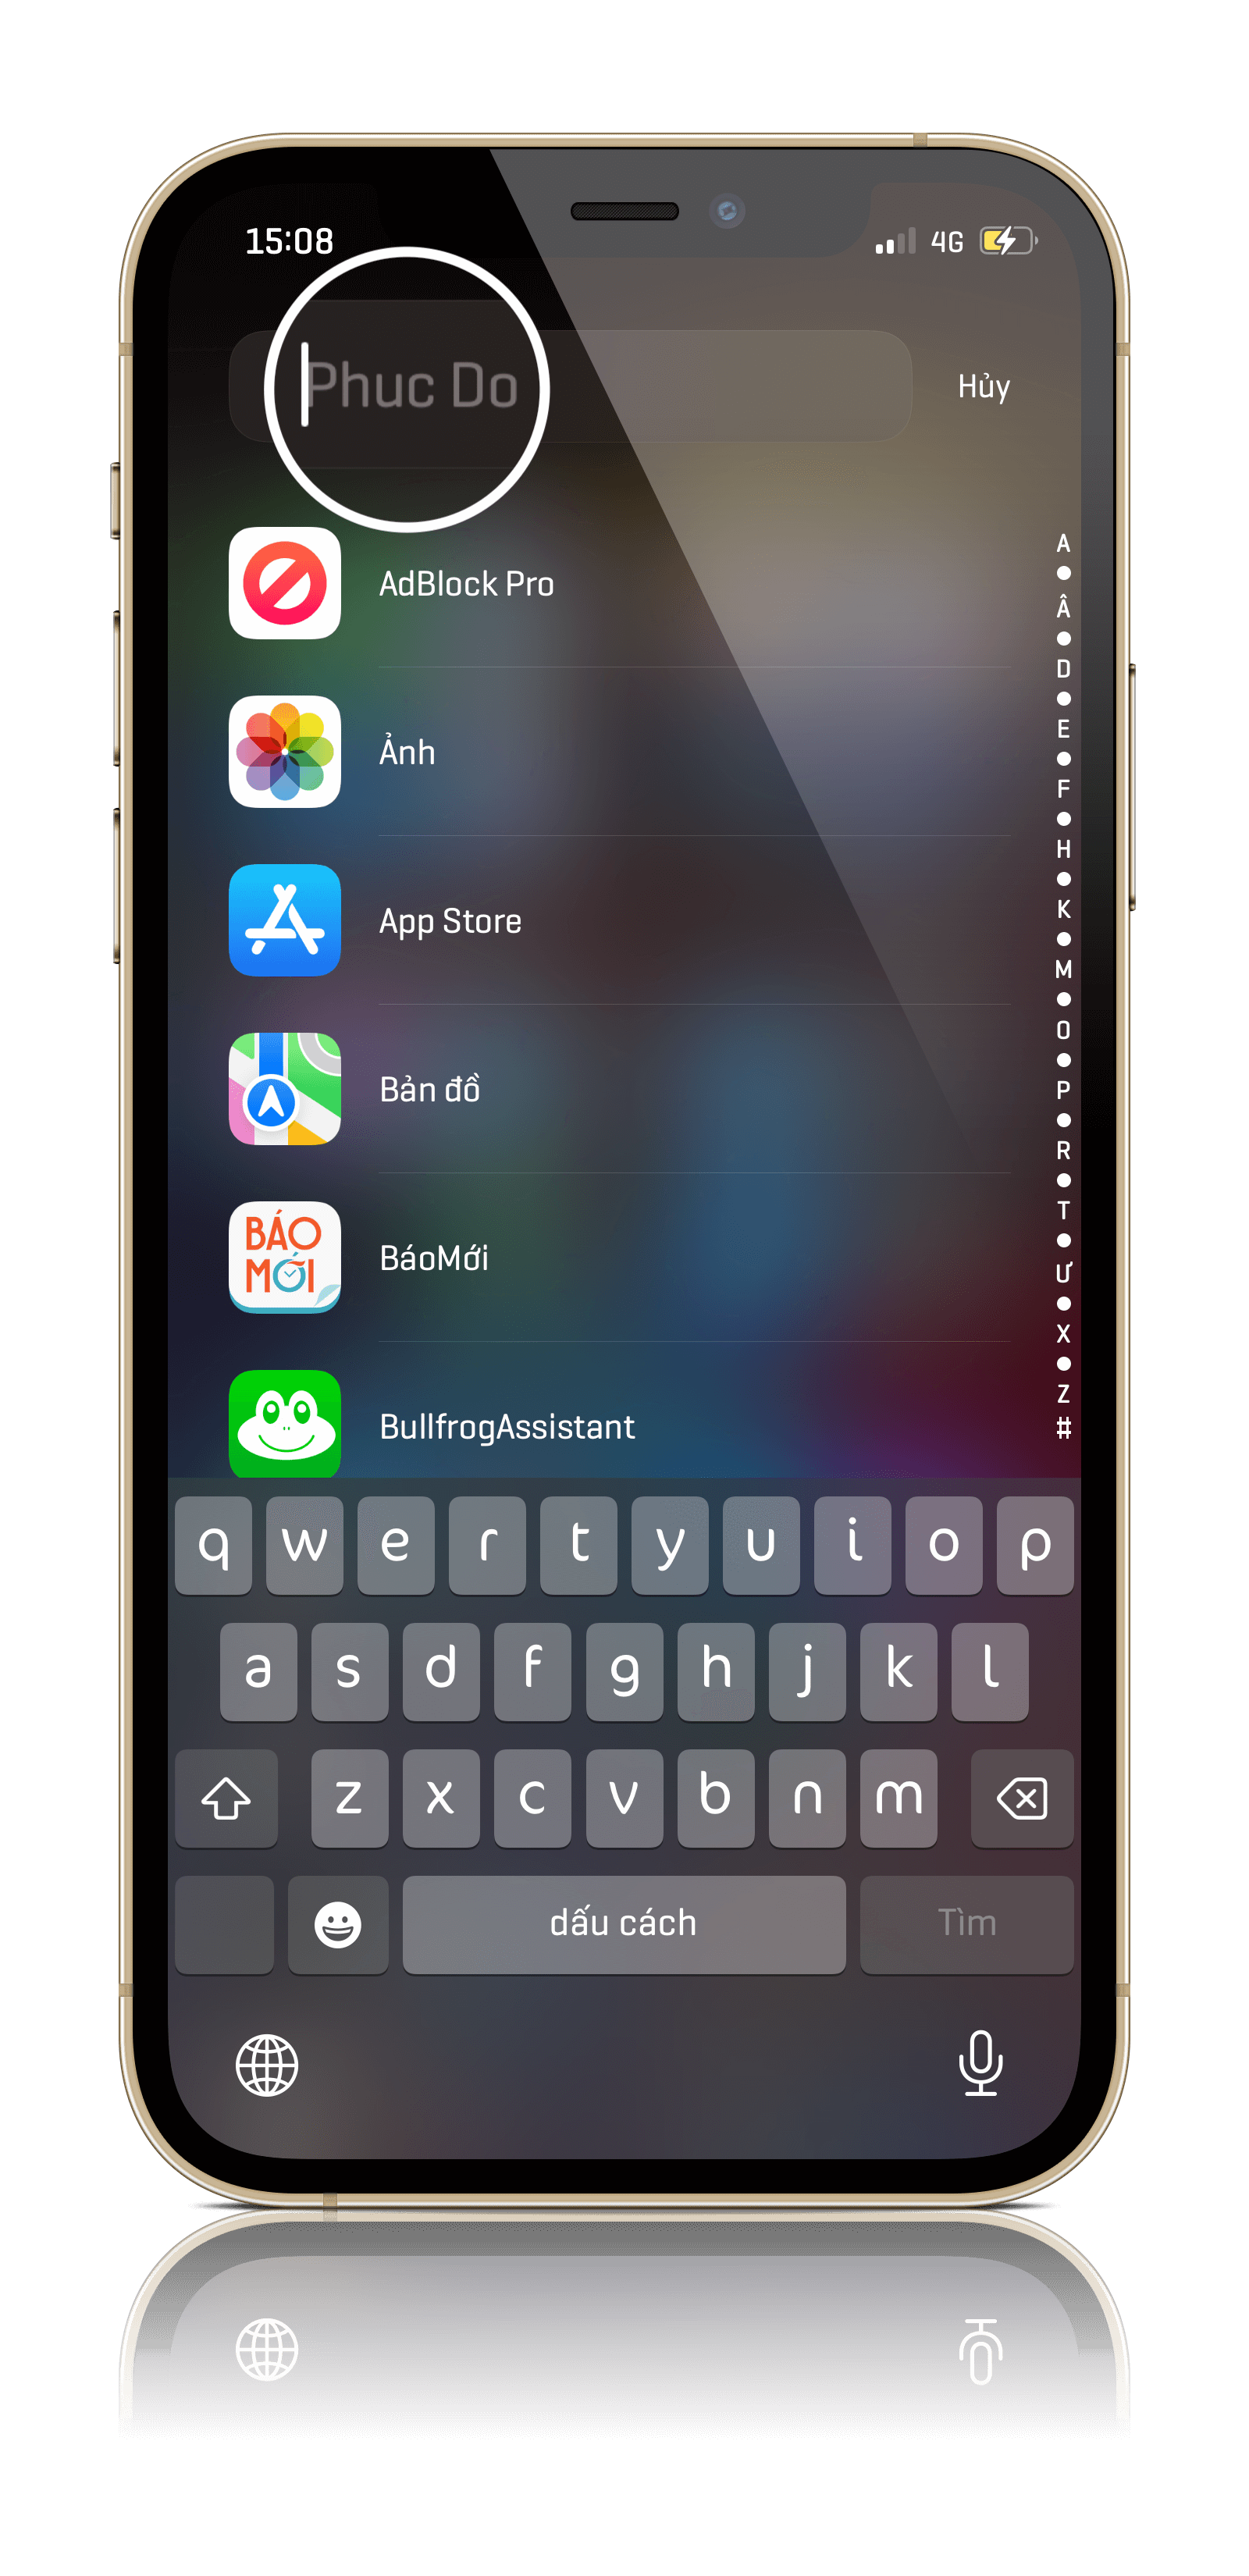 15:08
4G
Phuc Do
Hủy
AdBlock Pro
Ảnh
App Store
Bản đồ
BÁO
MỚI
BáoMới
BullfrogAssistant
A
Â
D
E
F
H
K
M
O
P
R
T
Ư
X
Z
#
q w e r t y u i o p
a s d f g h j k l
z x c v b n m
dấu cách
Tìm